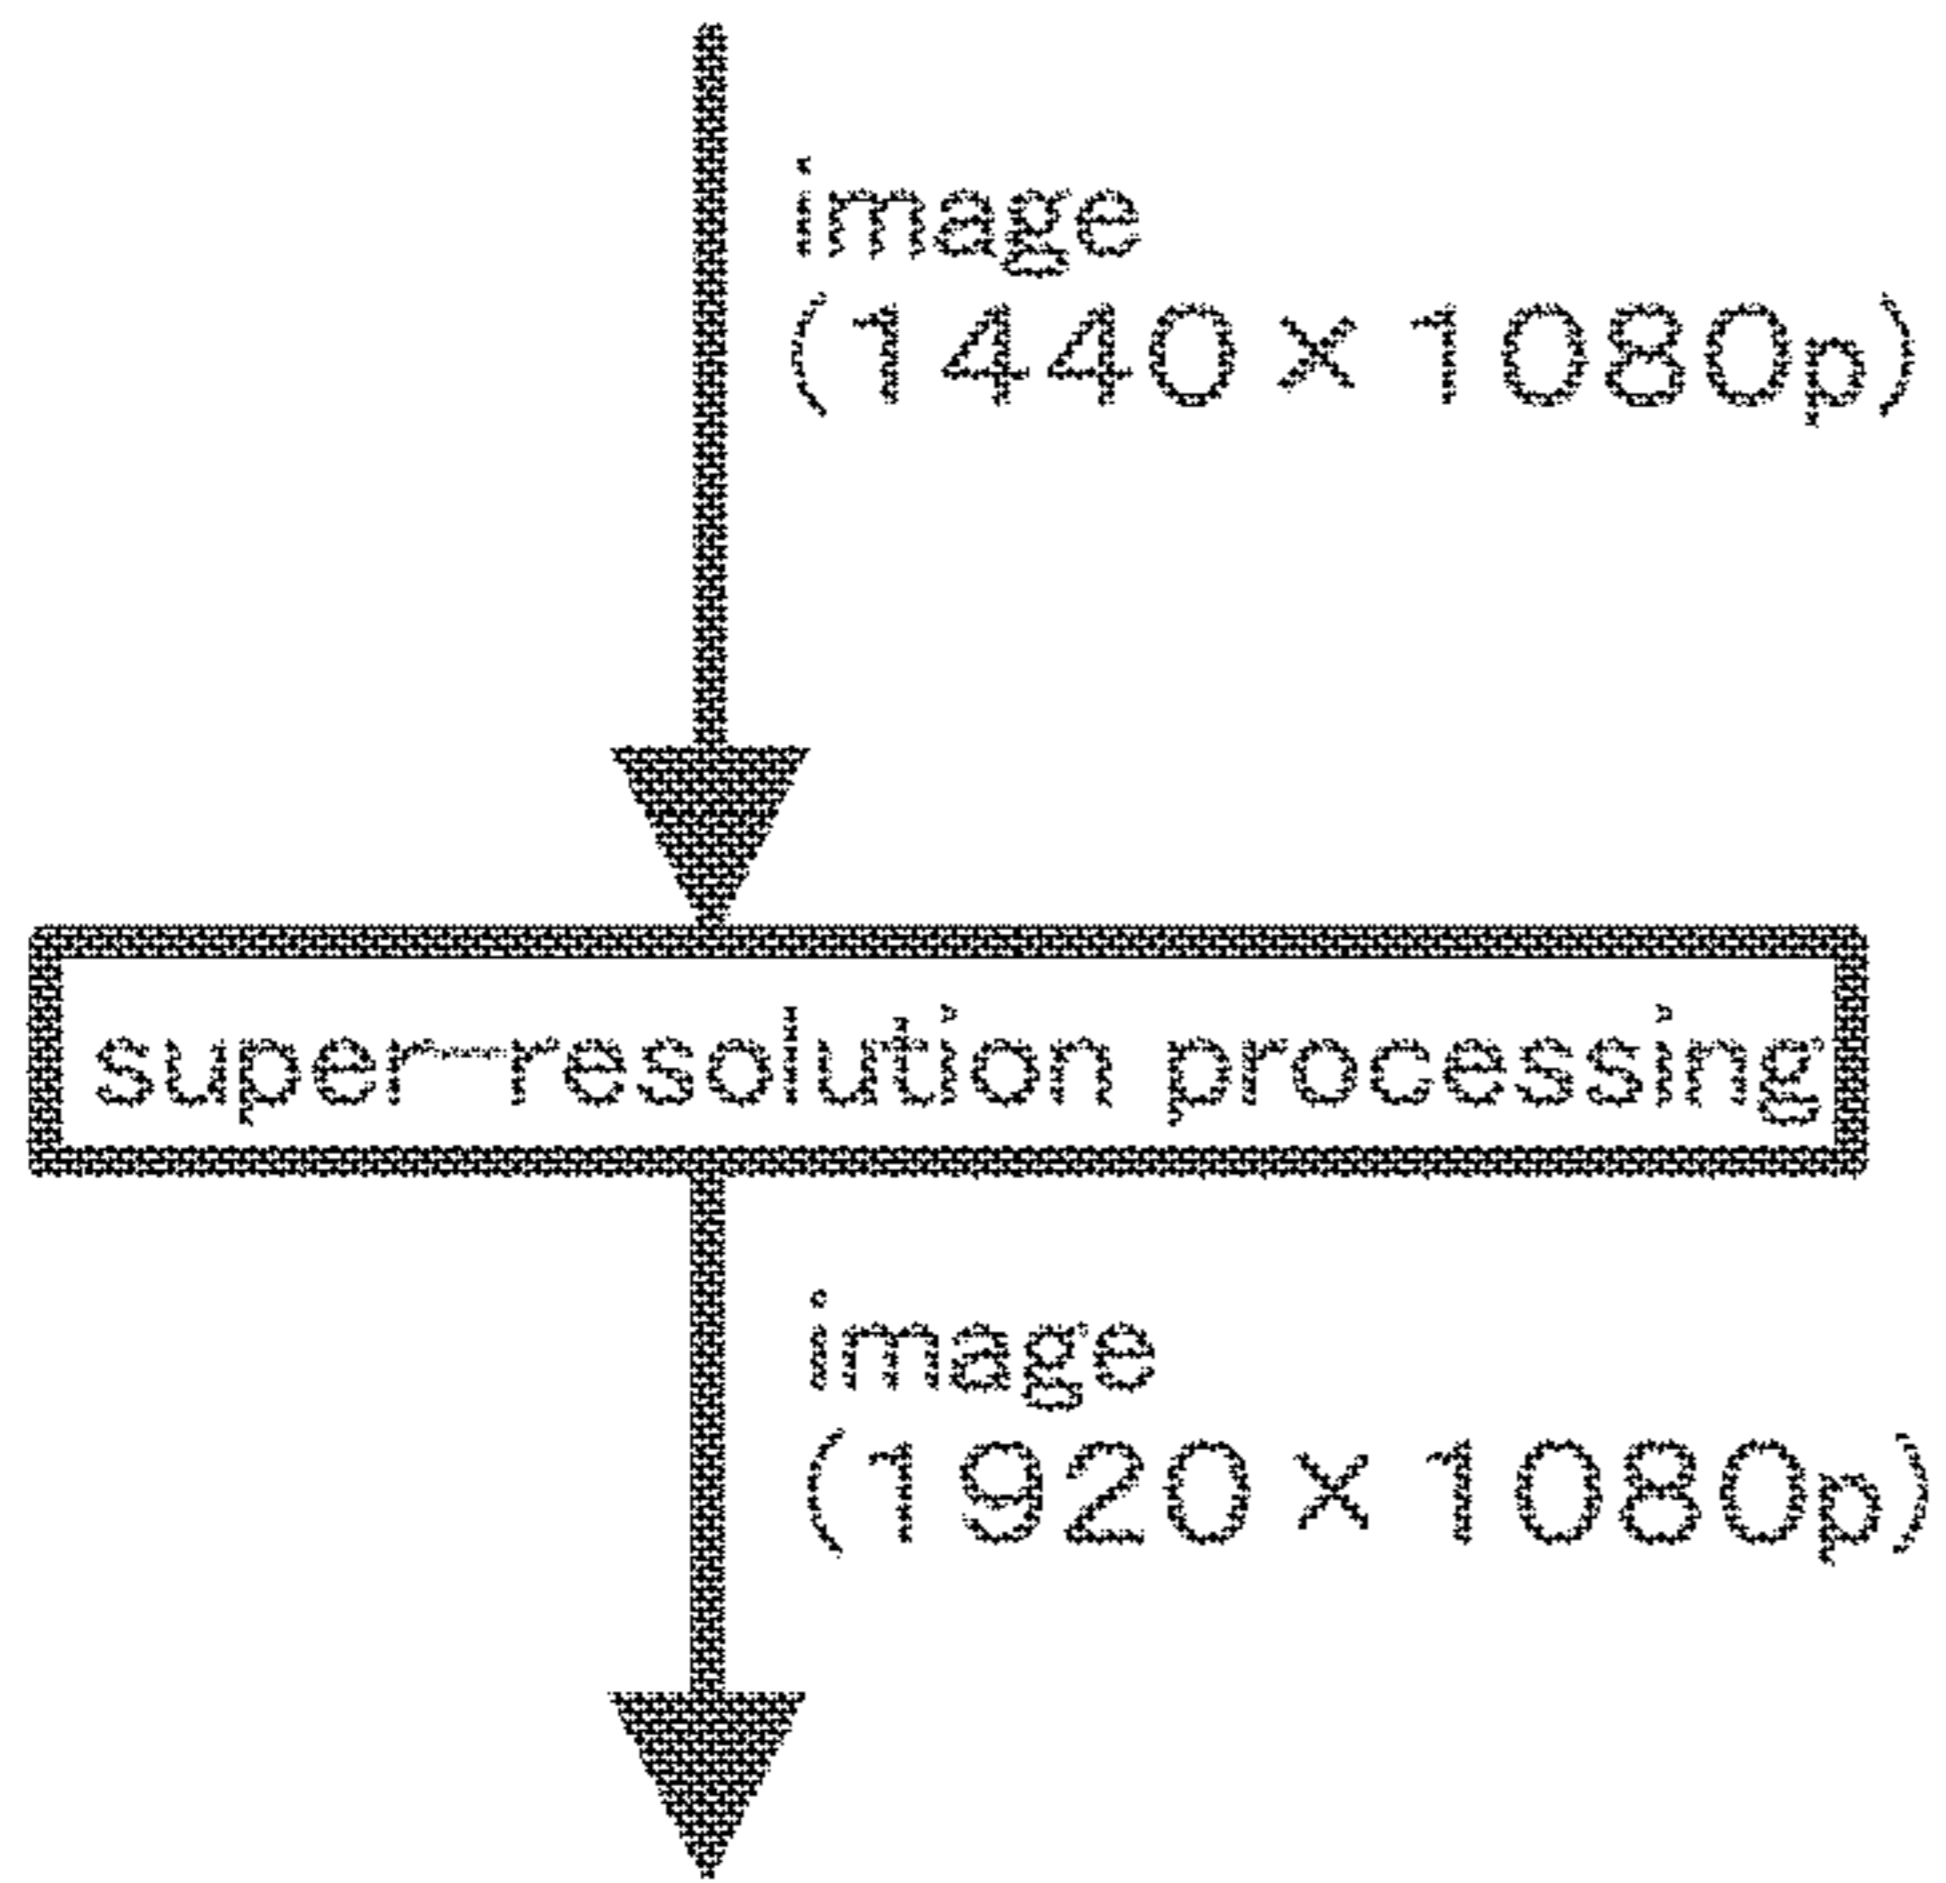 image
(1440×1080p)
super-resolution processing
image
(1920×1080p)